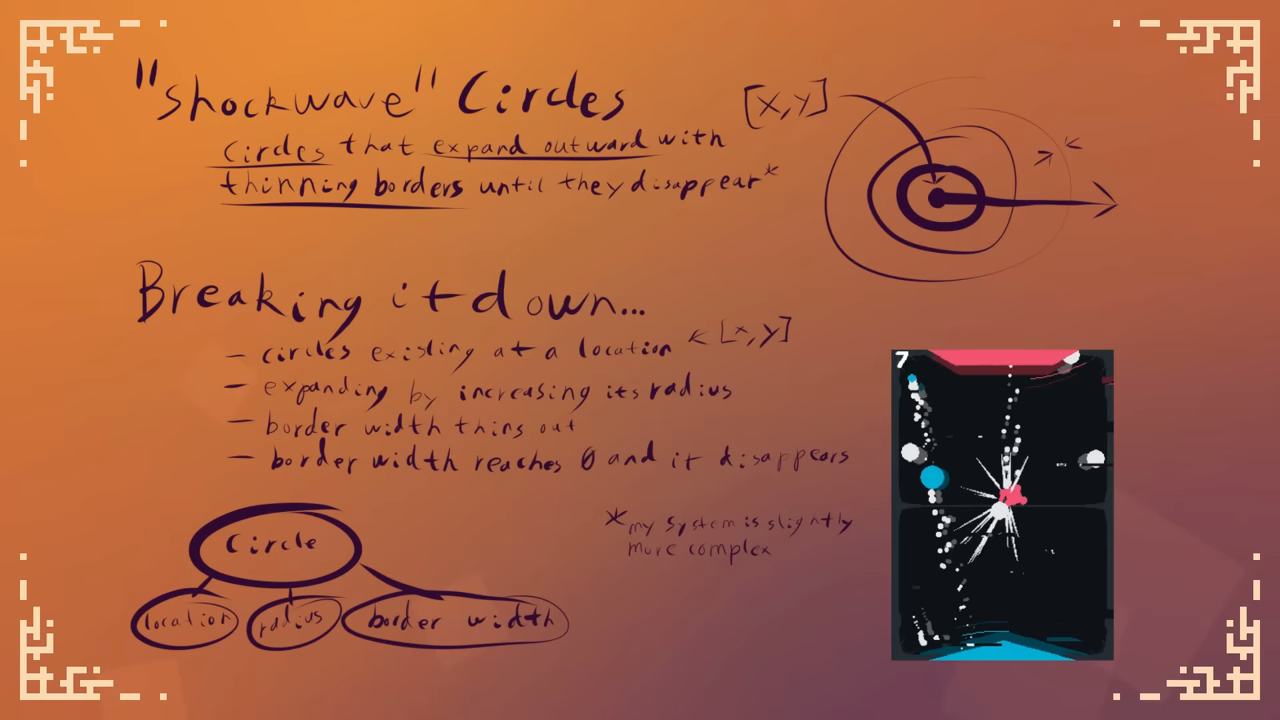 "Shockwave" Circles
Circles that expand outward with
thinning borders until they disappear*
[x,y]
Breaking it down...
- circles existing at a location < [x,y]
- expanding by increasing its radius
- border width thins out
- border width reaches 0 and it disappears
7
*my system is slightly
more complex
Circle
location radius border width